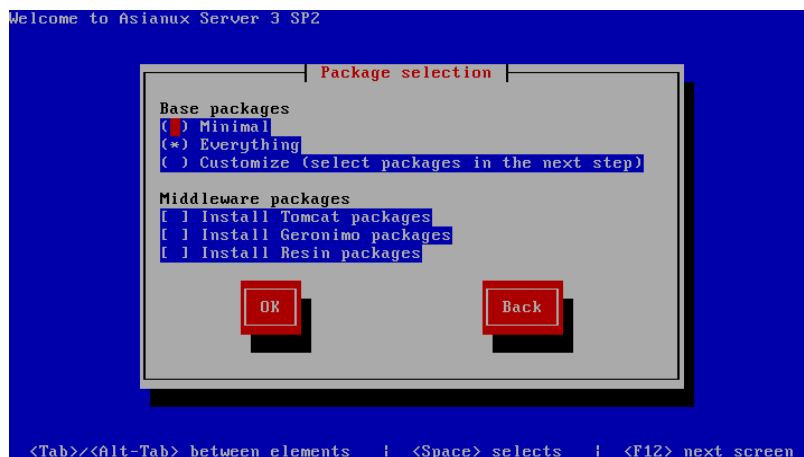 Welcome to Asianux Server 3 SP2
Package selection
Base packages
( ) Minimal
(*) Everything
( ) Customize (select packages in the next step)
Middleware packages
[ ] Install Tomcat packages
[ ] Install Geronimo packages
[ ] Install Resin packages
OK Back
<Tab>/<Alt-Tab> between elements | <Space> selects | <F12> next screen